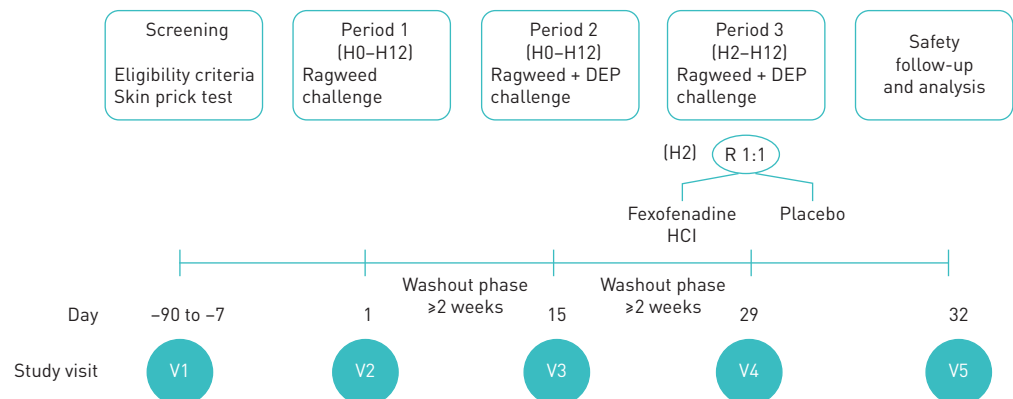 Screening
Eligibility criteria
Skin prick test
Period 1
(H0–H12)
Ragweed
challenge
Period 2
(H0–H12)
Ragweed + DEP
challenge
Period 3
(H2–H12)
Ragweed + DEP
challenge
Safety
follow-up
and analysis
(H2)
R 1:1
Fexofenadine
HCl
Placebo
Washout phase
⩾2 weeks
Washout phase
⩾2 weeks
Day
–90 to –7
1
15
29
32
Study visit
V1
V2
V3
V4
V5